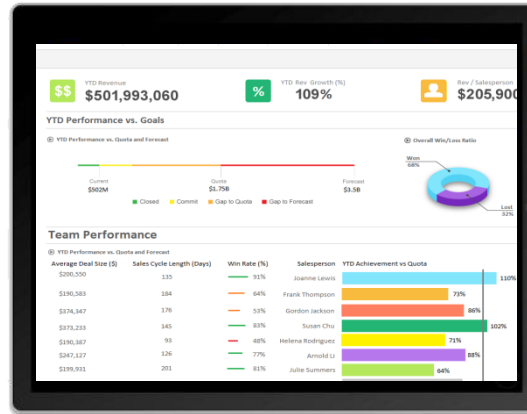 $$ YTD Revenue % YTD Rev Growth (%) Rev / Salesperson
$501,993,060 109% $205,900
YTD Performance vs. Goals
YTD Performance vs. Quota and Forecast Overall Win/Loss Ratio
Won
68%
Current Quota Forecast
$502M $1.75B $3.5B
Closed Commit Gap to Quota Gap to Forecast
Lost
32%
Team Performance
YTD Performance vs. Quota and Forecast
Average Deal Size ($) Sales Cycle Length (Days) Win Rate (%) Salesperson YTD Achievement vs Quota
$200,550 135 91% Joanne Lewis 110%
$190,583 184 64% Frank Thompson 73%
$374,347 176 53% Gordon Jackson 86%
$373,233 145 83% Susan Chu 102%
$190,387 93 48% Helena Rodriguez 71%
$247,127 126 77% Arnold Li 88%
$199,931 201 81% Julie Summers 64%